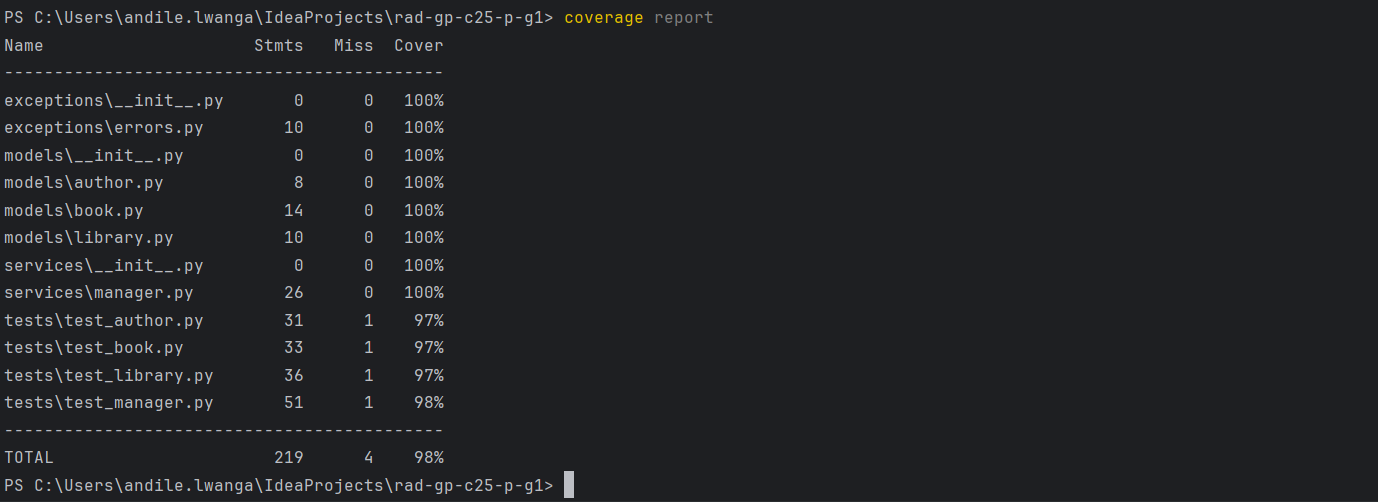 PS C:\Users\andile.lwanga\IdeaProjects\rad-gp-c25-p-g1> coverage report
Name                     Stmts   Miss  Cover
--------------------------------------------
exceptions\__init__.py       0      0   100%
exceptions\errors.py        10      0   100%
models\__init__.py           0      0   100%
models\author.py             8      0   100%
models\book.py              14      0   100%
models\library.py           10      0   100%
services\__init__.py         0      0   100%
services\manager.py         26      0   100%
tests\test_author.py        31      1    97%
tests\test_book.py          33      1    97%
tests\test_library.py       36      1    97%
tests\test_manager.py       51      1    98%
--------------------------------------------
TOTAL                      219      4    98%
PS C:\Users\andile.lwanga\IdeaProjects\rad-gp-c25-p-g1>